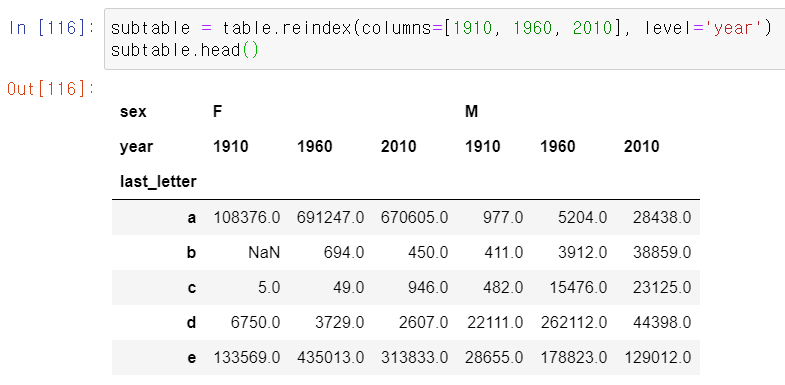 In [116]: subtable = table.reindex(columns=[1910, 1960, 2010], level='year')
subtable.head()
Out[116]:
sex F M
year 1910 1960 2010 1910 1960 2010
last_letter
a 108376.0 691247.0 670605.0 977.0 5204.0 28438.0
b NaN 694.0 450.0 411.0 3912.0 38859.0
c 5.0 49.0 946.0 482.0 15476.0 23125.0
d 6750.0 3729.0 2607.0 22111.0 262112.0 44398.0
e 133569.0 435013.0 313833.0 28655.0 178823.0 129012.0